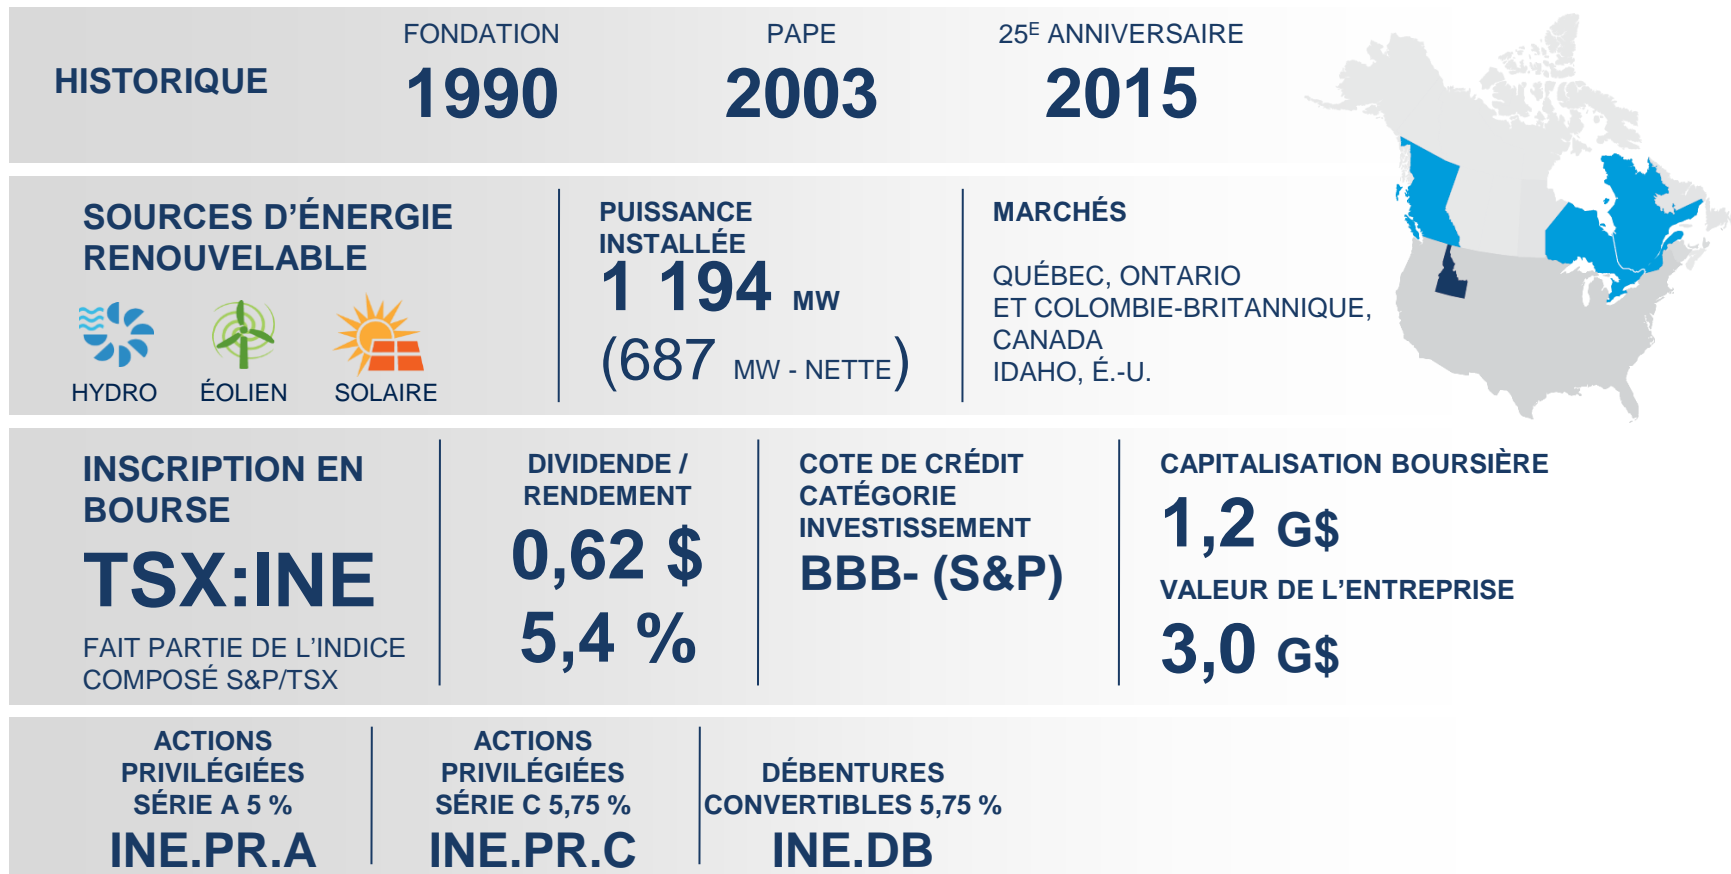 HISTORIQUE
FONDATION
1990
PAPE
2003
25E ANNIVERSAIRE
2015
SOURCES D’ÉNERGIE
RENOUVELABLE
HYDRO
ÉOLIEN
SOLAIRE
PUISSANCE
INSTALLÉE
1 194 MW
(687 MW - NETTE)
MARCHÉS
QUÉBEC, ONTARIO
ET COLOMBIE-BRITANNIQUE,
CANADA
IDAHO, É.-U.
INSCRIPTION EN
BOURSE
TSX:INE
FAIT PARTIE DE L’INDICE
COMPOSÉ S&P/TSX
DIVIDENDE /
RENDEMENT
0,62 $
5,4 %
COTE DE CRÉDIT
CATÉGORIE
INVESTISSEMENT
BBB- (S&P)
CAPITALISATION BOURSIÈRE
1,2 G$
VALEUR DE L’ENTREPRISE
3,0 G$
ACTIONS
PRIVILÉGIÉES
SÉRIE A 5 %
INE.PR.A
ACTIONS
PRIVILÉGIÉES
SÉRIE C 5,75 %
INE.PR.C
DÉBENTURES
CONVERTIBLES 5,75 %
INE.DB